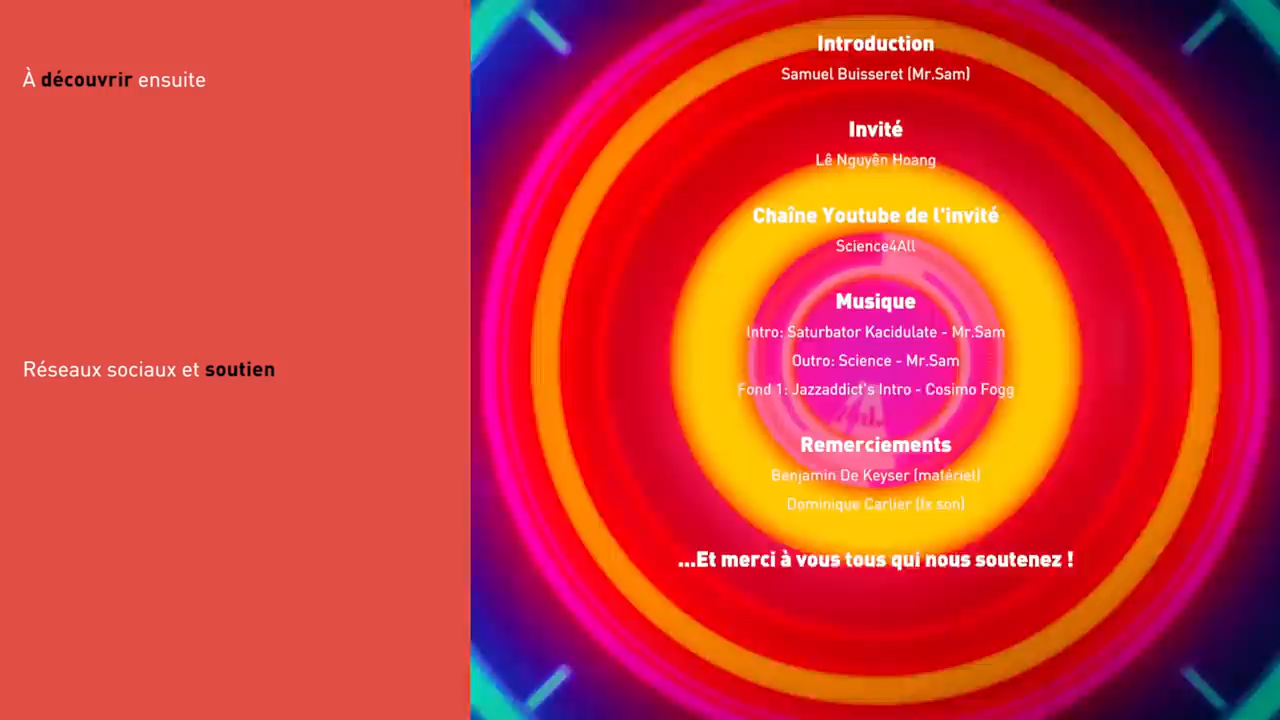 À découvrir ensuite
Réseaux sociaux et soutien
Introduction
Samuel Buisseret (Mr.Sam)
Invité
Lê Nguyên Hoang
Chaîne Youtube de l'invité
Science4All
Musique
Intro: Saturbator Kacidulate - Mr.Sam
Outro: Science - Mr.Sam
Fond 1: Jazzaddict's Intro - Cosimo Fogg
Remerciements
Benjamin De Keyser (matériel)
Dominique Carlier (fx son)
...Et merci à vous tous qui nous soutenez !